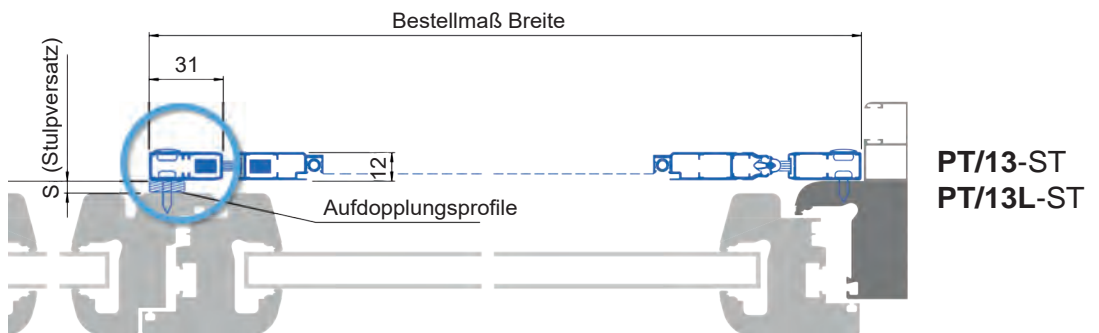 Bestellmaß Breite
31
S (Stulpversatz)
12
PT/13-ST
PT/13L-ST
Aufdopplungsprofile